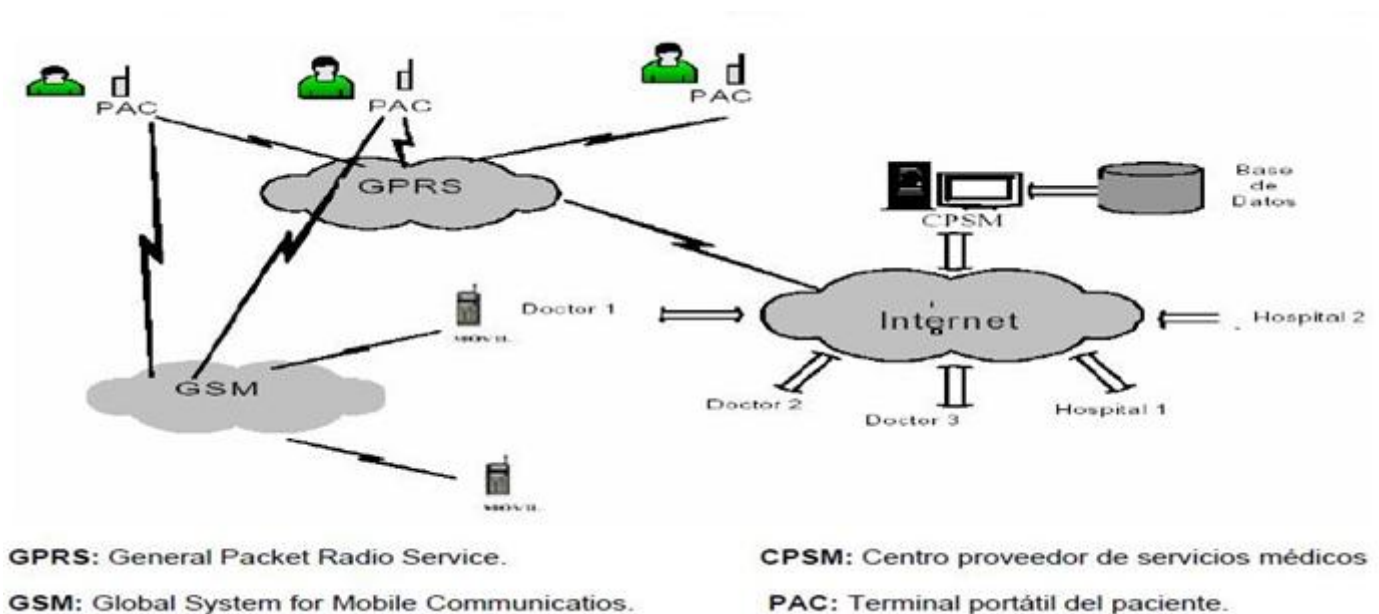 PAC
PAC
PAC
GPRS
CPSM
Base
de
Datos
Doctor 1
MOVIL
Internet
Hospital 2
GSM
Doctor 2
Doctor 3
Hospital 1
MOVIL
GPRS: General Packet Radio Service.
CPSM: Centro proveedor de servicios médicos
GSM: Global System for Mobile Communicatios.
PAC: Terminal portátil del paciente.